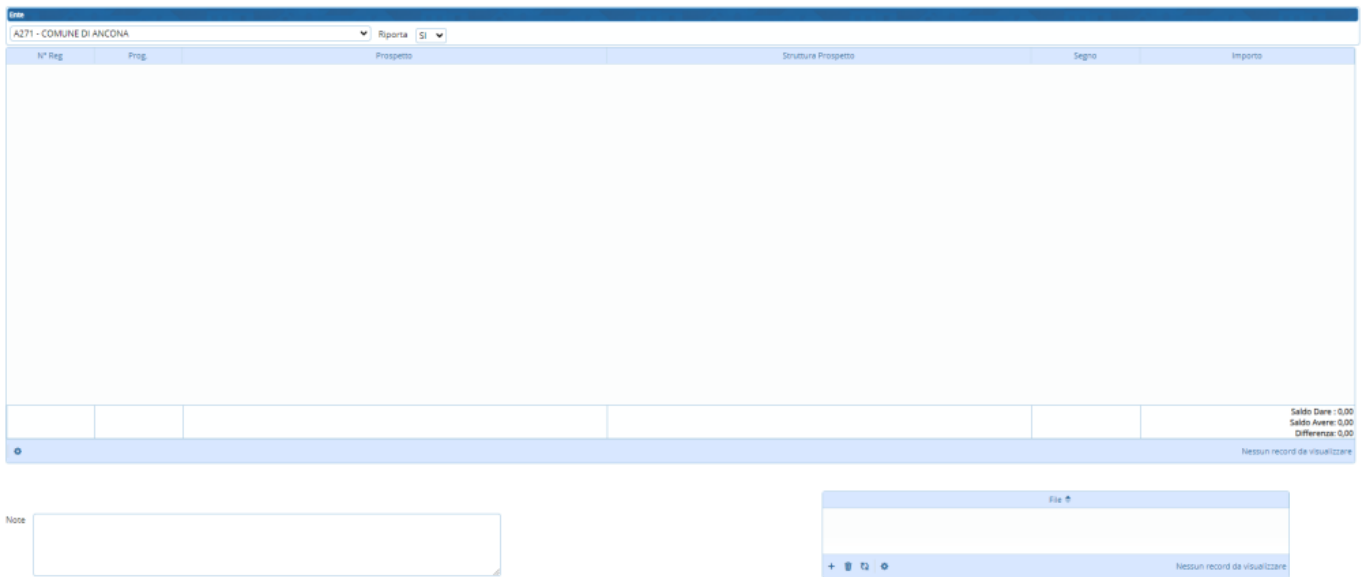 Ente
A271 - COMUNE DI ANCONA Riporta SI
N° Reg Prog. Prospetto Struttura Prospetto Segno Importo
Saldo Dare : 0,00
Saldo Avere: 0,00
Differenza: 0,00
Nessun record da visualizzare
File
Note
Nessun record da visualizzare